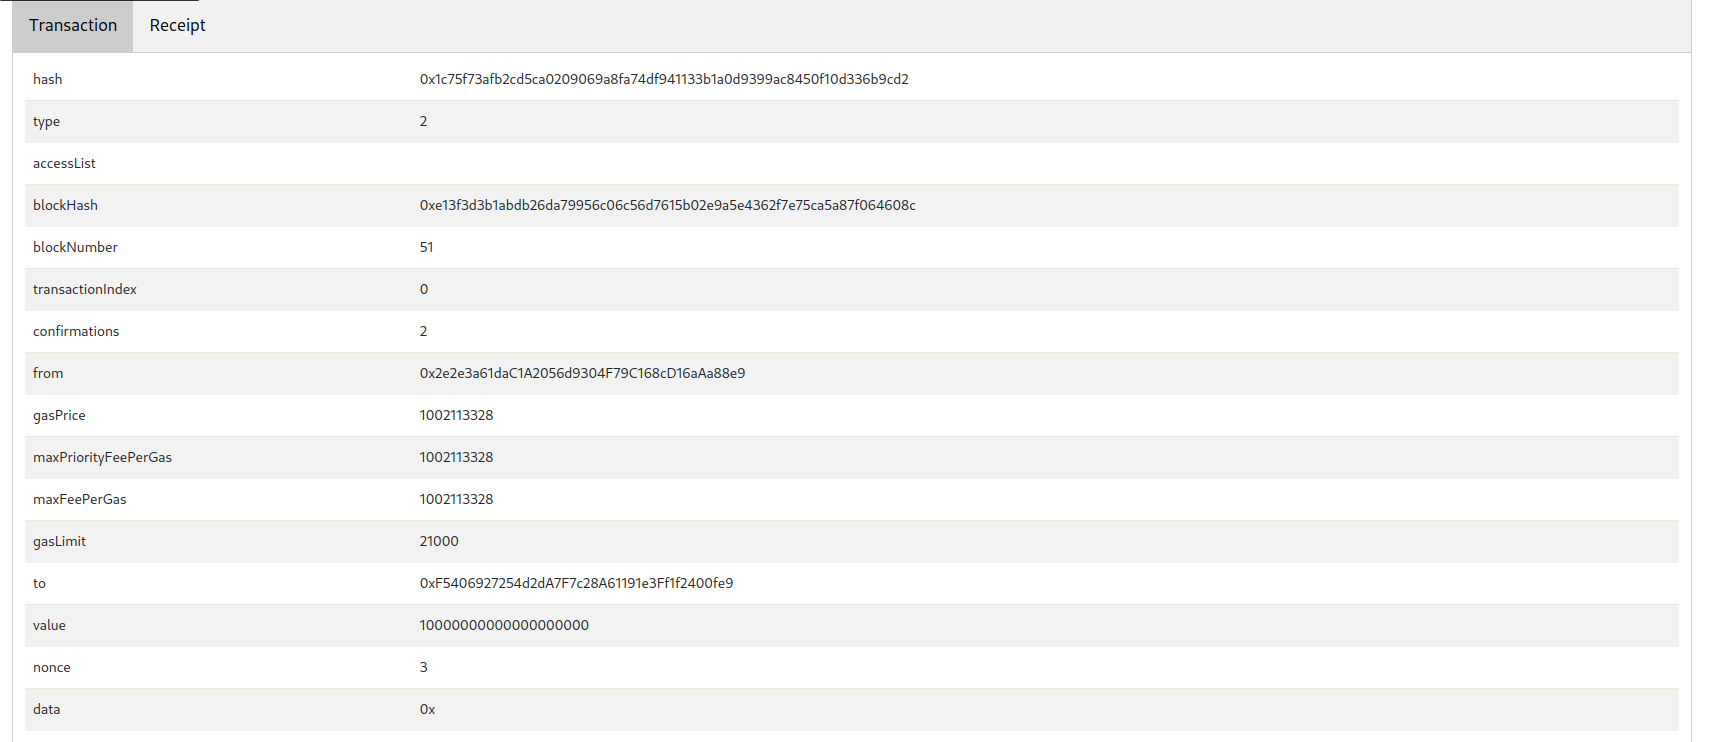 Transaction Receipt
hash 0x1c75f73afb2cd5ca0209069a8fa74df941133b1a0d9399ac8450f10d336b9cd2
type 2
accessList
blockHash 0xe13f3d3b1abdb26da79956c06c56d7615b02e9a5e4362f7e75ca5a87f064608c
blockNumber 51
transactionIndex 0
confirmations 2
from 0x2e2e3a61daC1A2056d9304F79C168cD16aAa88e9
gasPrice 1002113328
maxPriorityFeePerGas 1002113328
maxFeePerGas 1002113328
gasLimit 21000
to 0xF5406927254d2dA7F7c28A61191e3Ff1f2400fe9
value 10000000000000000000
nonce 3
data 0x